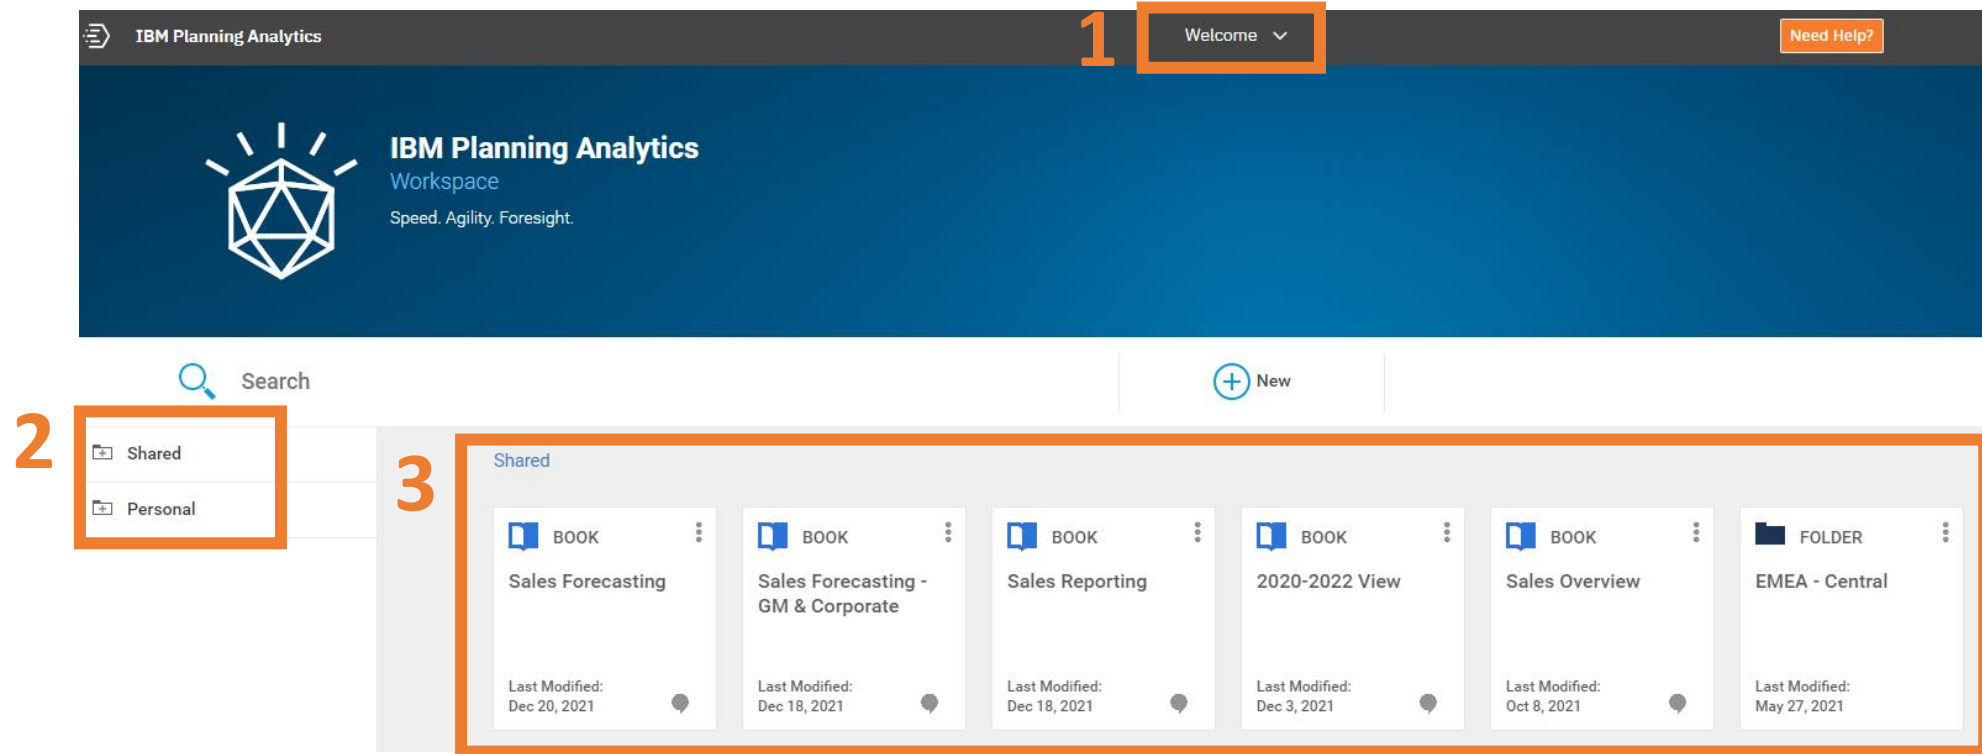 IBM Planning Analytics
1
Welcome
Need Help?
IBM Planning Analytics
Workspace
Speed. Agility. Foresight.
Search
New
2
Shared
Personal
3
Shared
BOOK
Sales Forecasting
Last Modified:
Dec 20, 2021
BOOK
Sales Forecasting -
GM & Corporate
Last Modified:
Dec 18, 2021
BOOK
Sales Reporting
Last Modified:
Dec 18, 2021
BOOK
2020-2022 View
Last Modified:
Dec 3, 2021
BOOK
Sales Overview
Last Modified:
Oct 8, 2021
FOLDER
EMEA - Central
Last Modified:
May 27, 2021